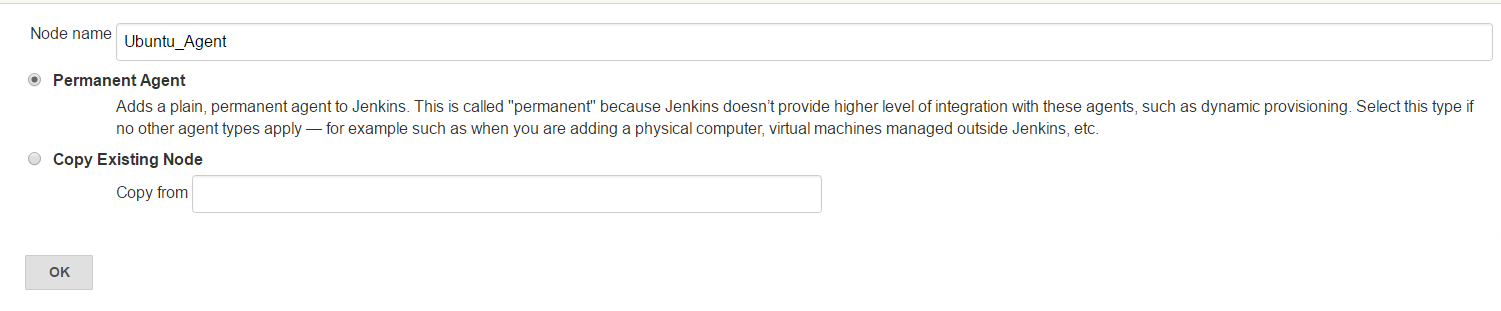 Node name Ubuntu_Agent
Permanent Agent
Adds a plain, permanent agent to Jenkins. This is called "permanent" because Jenkins doesn’t provide higher level of integration with these agents, such as dynamic provisioning. Select this type if
no other agent types apply — for example such as when you are adding a physical computer, virtual machines managed outside Jenkins, etc.
Copy Existing Node
Copy from
OK